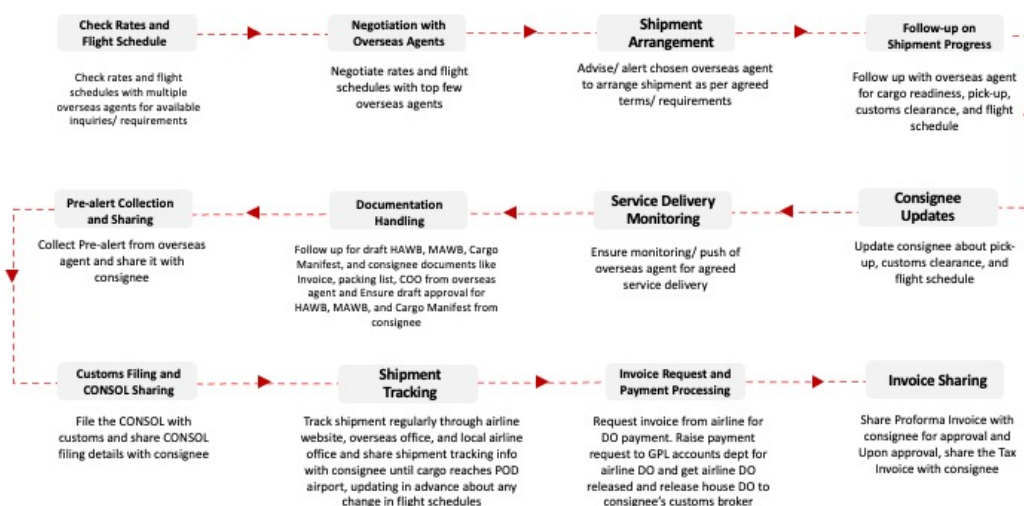 Check Rates and
Flight Schedule
Check rates and flight
schedules with multiple
overseas agents for available
inquiries/ requirements
Negotiation with
Overseas Agents
Negotiate rates and flight
schedules with top few
overseas agents
Shipment
Arrangement
Advise/ alert chosen overseas agent
to arrange shipment as per agreed
terms/ requirements
Follow-up on
Shipment Progress
Follow up with overseas agent
for cargo readiness, pick-up,
customs clearance, and flight
schedule
Pre-alert Collection
and Sharing
Collect Pre-alert from overseas
agent and share it with
consignee
Documentation
Handling
Follow up for draft HAWB, MAWB, Cargo
Manifest, and consignee documents like
Invoice, packing list, COO from overseas
agent and Ensure draft approval for
HAWB, MAWB, and Cargo Manifest from
consignee
Service Delivery
Monitoring
Ensure monitoring/ push of
overseas agent for agreed
service delivery
Consignee
Updates
Update consignee about pick-
up, customs clearance, and
flight schedule
Customs Filing and
CONSOL Sharing
File the CONSOL with
customs and share CONSOL
filing details with consignee
Shipment
Tracking
Track shipment regularly through airline
website, overseas office, and local airline
office and share shipment tracking info
with consignee until cargo reaches POD
airport, updating in advance about any
change in flight schedules
Invoice Request and
Payment Processing
Request invoice from airline for
DO payment. Raise payment
request to GPL accounts dept for
airline DO and get airline DO
released and release house DO to
consignee's customs broker
Invoice Sharing
Share Proforma Invoice with
consignee for approval and
Upon approval, share the Tax
Invoice with consignee